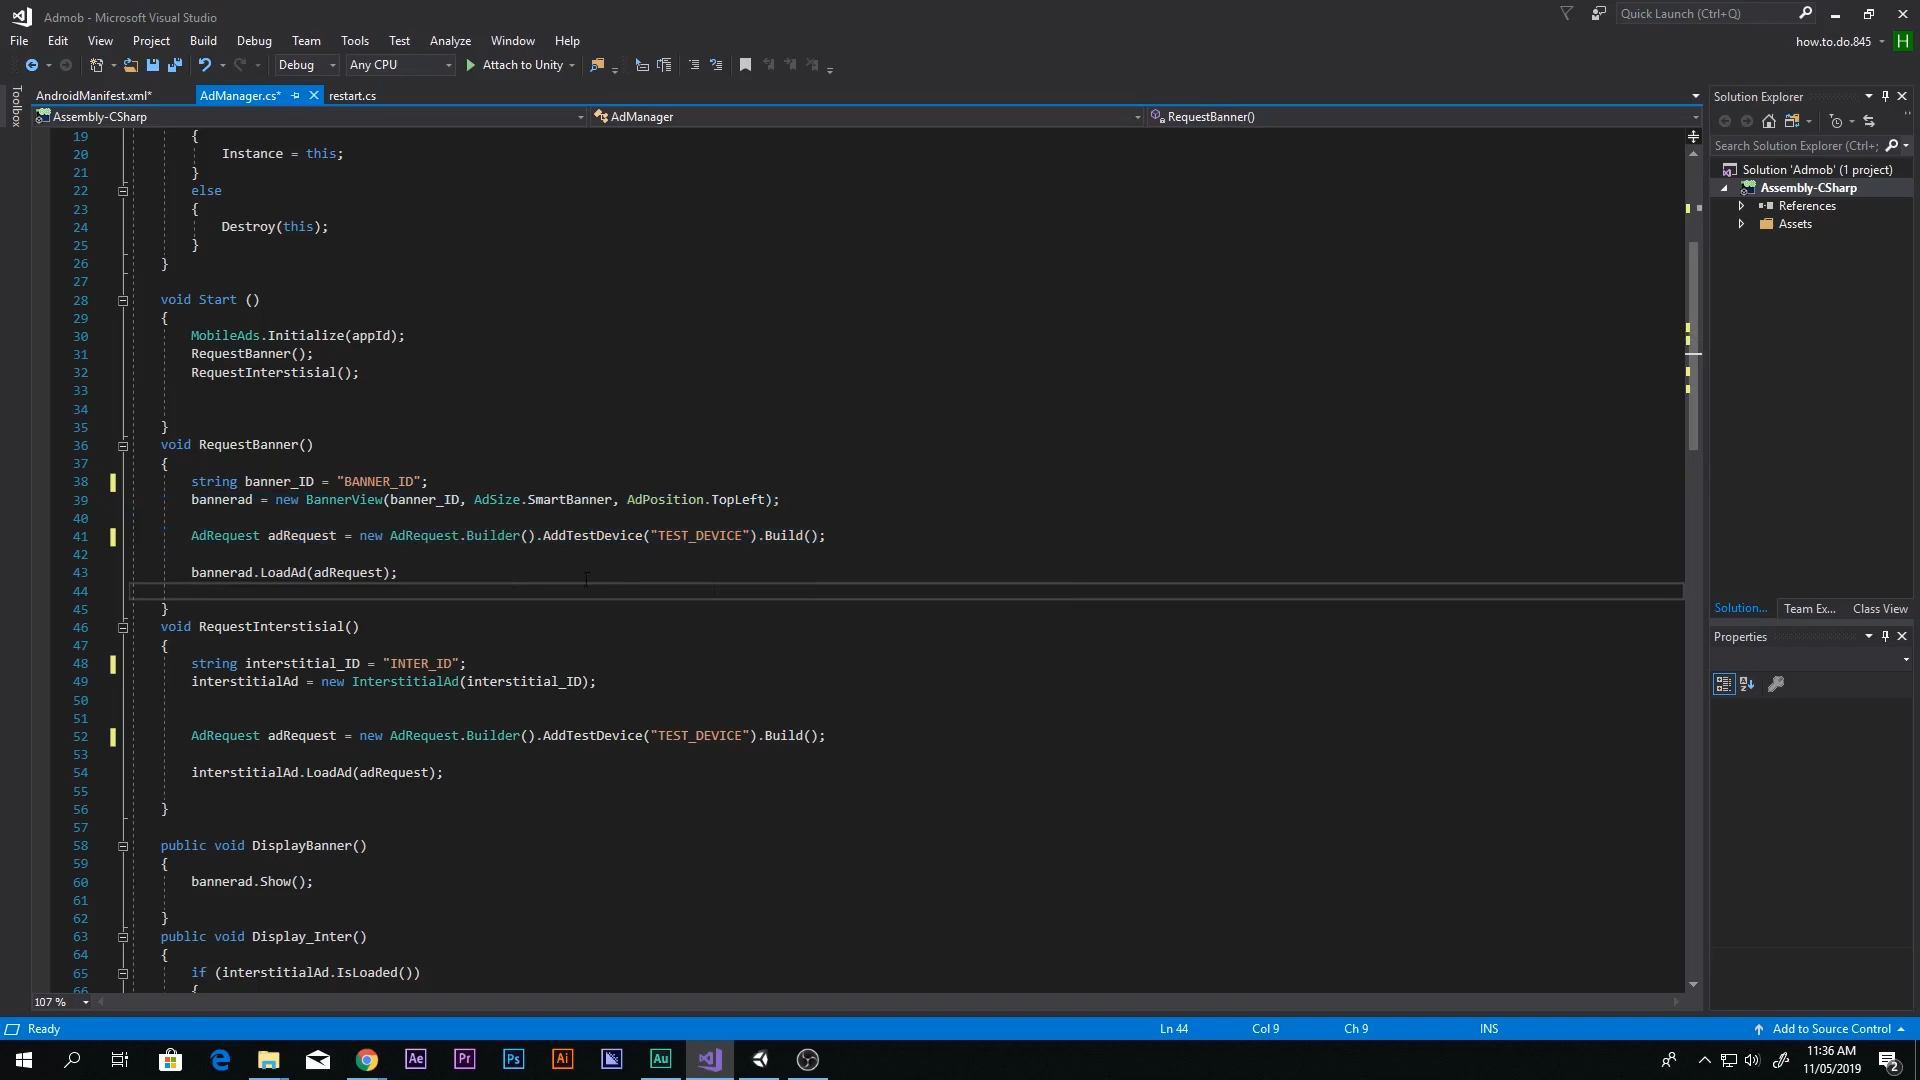 Admob - Microsoft Visual Studio
Quick Launch (Ctrl+Q)
File Edit View Project Build Debug Team Tools Test Analyze Window Help
how.to.do.845 H
Debug Any CPU Attach to Unity
Toolbox
AndroidManifest.xml* AdManager.cs* restart.cs
Assembly-CSharp AdManager RequestBanner()
19 {
20 Instance = this;
21 }
22 else
23 {
24 Destroy(this);
25 }
26 }
27
28 void Start ()
29 {
30 MobileAds.Initialize(appId);
31 RequestBanner();
32 RequestInterstisial();
33
34
35 }
36 void RequestBanner()
37 {
38 string banner_ID = "BANNER_ID";
39 bannerad = new BannerView(banner_ID, AdSize.SmartBanner, AdPosition.TopLeft);
40
41 AdRequest adRequest = new AdRequest.Builder().AddTestDevice("TEST_DEVICE").Build();
42
43 bannerad.LoadAd(adRequest);
44
45 }
46 void RequestInterstisial()
47 {
48 string interstitial_ID = "INTER_ID";
49 interstitialAd = new InterstitialAd(interstitial_ID);
50
51
52 AdRequest adRequest = new AdRequest.Builder().AddTestDevice("TEST_DEVICE").Build();
53
54 interstitialAd.LoadAd(adRequest);
55
56 }
57
58 public void DisplayBanner()
59 {
60 bannerad.Show();
61
62 }
63 public void Display_Inter()
64 {
65 if (interstitialAd.IsLoaded())
66 {
107 %
Solution Explorer
Search Solution Explorer (Ctrl+;
Solution 'Admob' (1 project)
Assembly-CSharp
References
Assets
Solution... Team Ex... Class View
Properties
Ready Ln 44 Col 9 Ch 9 INS Add to Source Control
Ae Pr Ps Ai Au
11:36 AM
11/05/2019
2